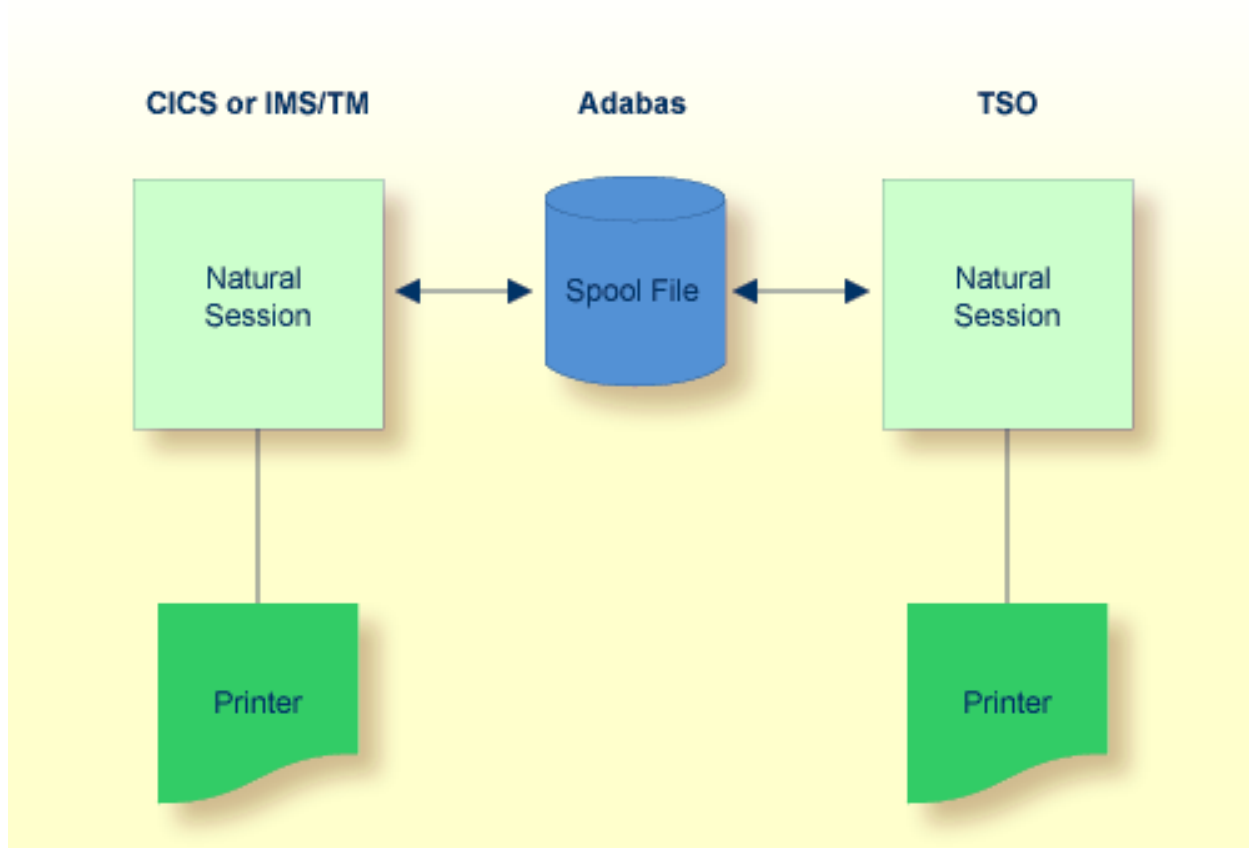 CICS or IMS/TM
Adabas
TSO
Natural
Session
Spool File
Natural
Session
Printer
Printer